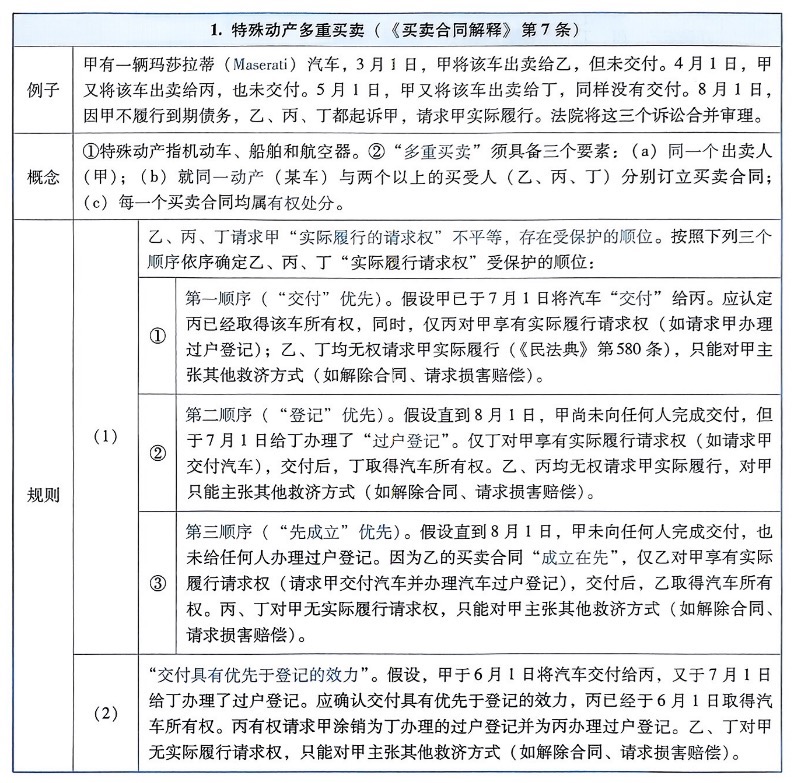 1. 特殊动产多重买卖（《买卖合同解释》第7条）
例子
甲有一辆玛莎拉蒂（Maserati）汽车，3月1日，甲将该车出卖给乙，但未交付。4月1日，甲
又将该车出卖给丙，也未交付。5月1日，甲又将该车出卖给丁，同样没有交付。8月1日，
因甲不履行到期债务，乙、丙、丁都起诉甲，请求甲实际履行。法院将这三个诉讼合并审理。
概念
①特殊动产指机动车、船舶和航空器。②“多重买卖”须具备三个要素：（a）同一个出卖人
（甲）；（b）就同一动产（某车）与两个以上的买受人（乙、丙、丁）分别订立买卖合同；
（c）每一个买卖合同均属有权处分。
规则
（1）
乙、丙、丁请求甲“实际履行的请求权”不平等，存在受保护的顺位。按照下列三个
顺序依序确定乙、丙、丁“实际履行请求权”受保护的顺位：
①
第一顺序（“交付”优先）。假设甲已于7月1日将汽车“交付”给丙。应认定
丙已经取得该车所有权，同时，仅丙对甲享有实际履行请求权（如请求甲办理
过户登记）；乙、丁均无权请求甲实际履行（《民法典》第580条），只能对甲主
张其他救济方式（如解除合同、请求损害赔偿）。
②
第二顺序（“登记”优先）。假设直到8月1日，甲尚未向任何人完成交付，但
于7月1日给丁办理了“过户登记”。仅丁对甲享有实际履行请求权（如请求甲
交付汽车），交付后，丁取得汽车所有权。乙、丙均无权请求甲实际履行，对甲
只能主张其他救济方式（如解除合同、请求损害赔偿）。
③
第三顺序（“先成立”优先）。假设直到8月1日，甲未向任何人完成交付，也
未给任何人办理过户登记。因为乙的买卖合同“成立在先”，仅乙对甲享有实际
履行请求权（请求甲交付汽车并办理汽车过户登记），交付后，乙取得汽车所有
权。丙、丁对甲无实际履行请求权，只能对甲主张其他救济方式（如解除合同、
请求损害赔偿）。
（2）
“交付具有优先于登记的效力”。假设，甲于6月1日将汽车交付给丙，又于7月1日
给丁办理了过户登记。应确认交付具有优先于登记的效力，丙已经于6月1日取得汽
车所有权。丙有权请求甲涂销为丁办理的过户登记并为丙办理过户登记。乙、丁对甲
无实际履行请求权，只能对甲主张其他救济方式（如解除合同、请求损害赔偿）。